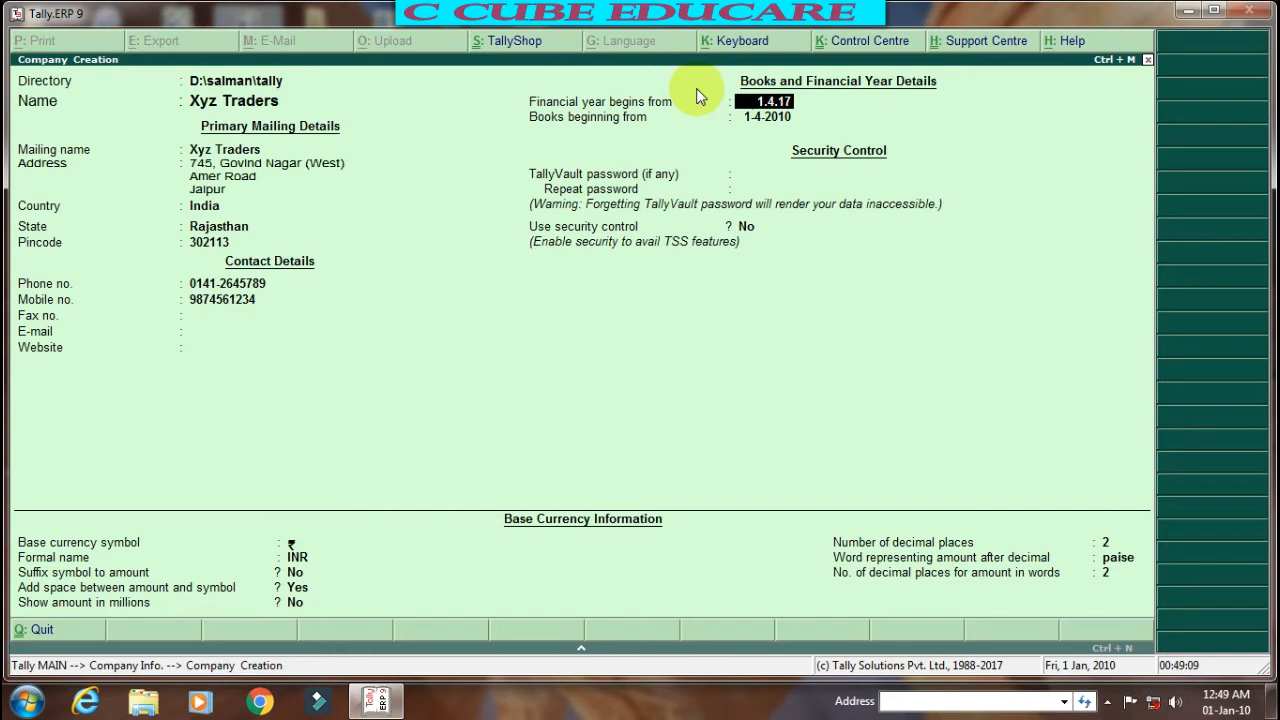 Tally.ERP 9
C CUBE EDUCARE
P: Print E: Export M: E-Mail O: Upload S: TallyShop G: Language K: Keyboard K: Control Centre H: Support Centre H: Help
Company Creation Ctrl + M
Directory : D:\salman\tally
Name : Xyz Traders
Primary Mailing Details
Mailing name : Xyz Traders
Address : 745, Govind Nagar (West)
Amer Road
Jaipur
Country : India
State : Rajasthan
Pincode : 302113
Contact Details
Phone no. : 0141-2645789
Mobile no. : 9874561234
Fax no. :
E-mail :
Website :
Books and Financial Year Details
Financial year begins from : 1.4.17
Books beginning from : 1-4-2010
Security Control
TallyVault password (if any) :
Repeat password :
(Warning: Forgetting TallyVault password will render your data inaccessible.)
Use security control ? No
(Enable security to avail TSS features)
Base Currency Information
Base currency symbol : ₹
Formal name : INR
Suffix symbol to amount ? No
Add space between amount and symbol ? Yes
Show amount in millions ? No
Number of decimal places : 2
Word representing amount after decimal : paise
No. of decimal places for amount in words : 2
Q: Quit
Ctrl + N
Tally MAIN --> Company Info. --> Company Creation (c) Tally Solutions Pvt. Ltd., 1988-2017 Fri, 1 Jan, 2010 00:49:09
Tally ERP 9
Address
12:49 AM
01-Jan-10